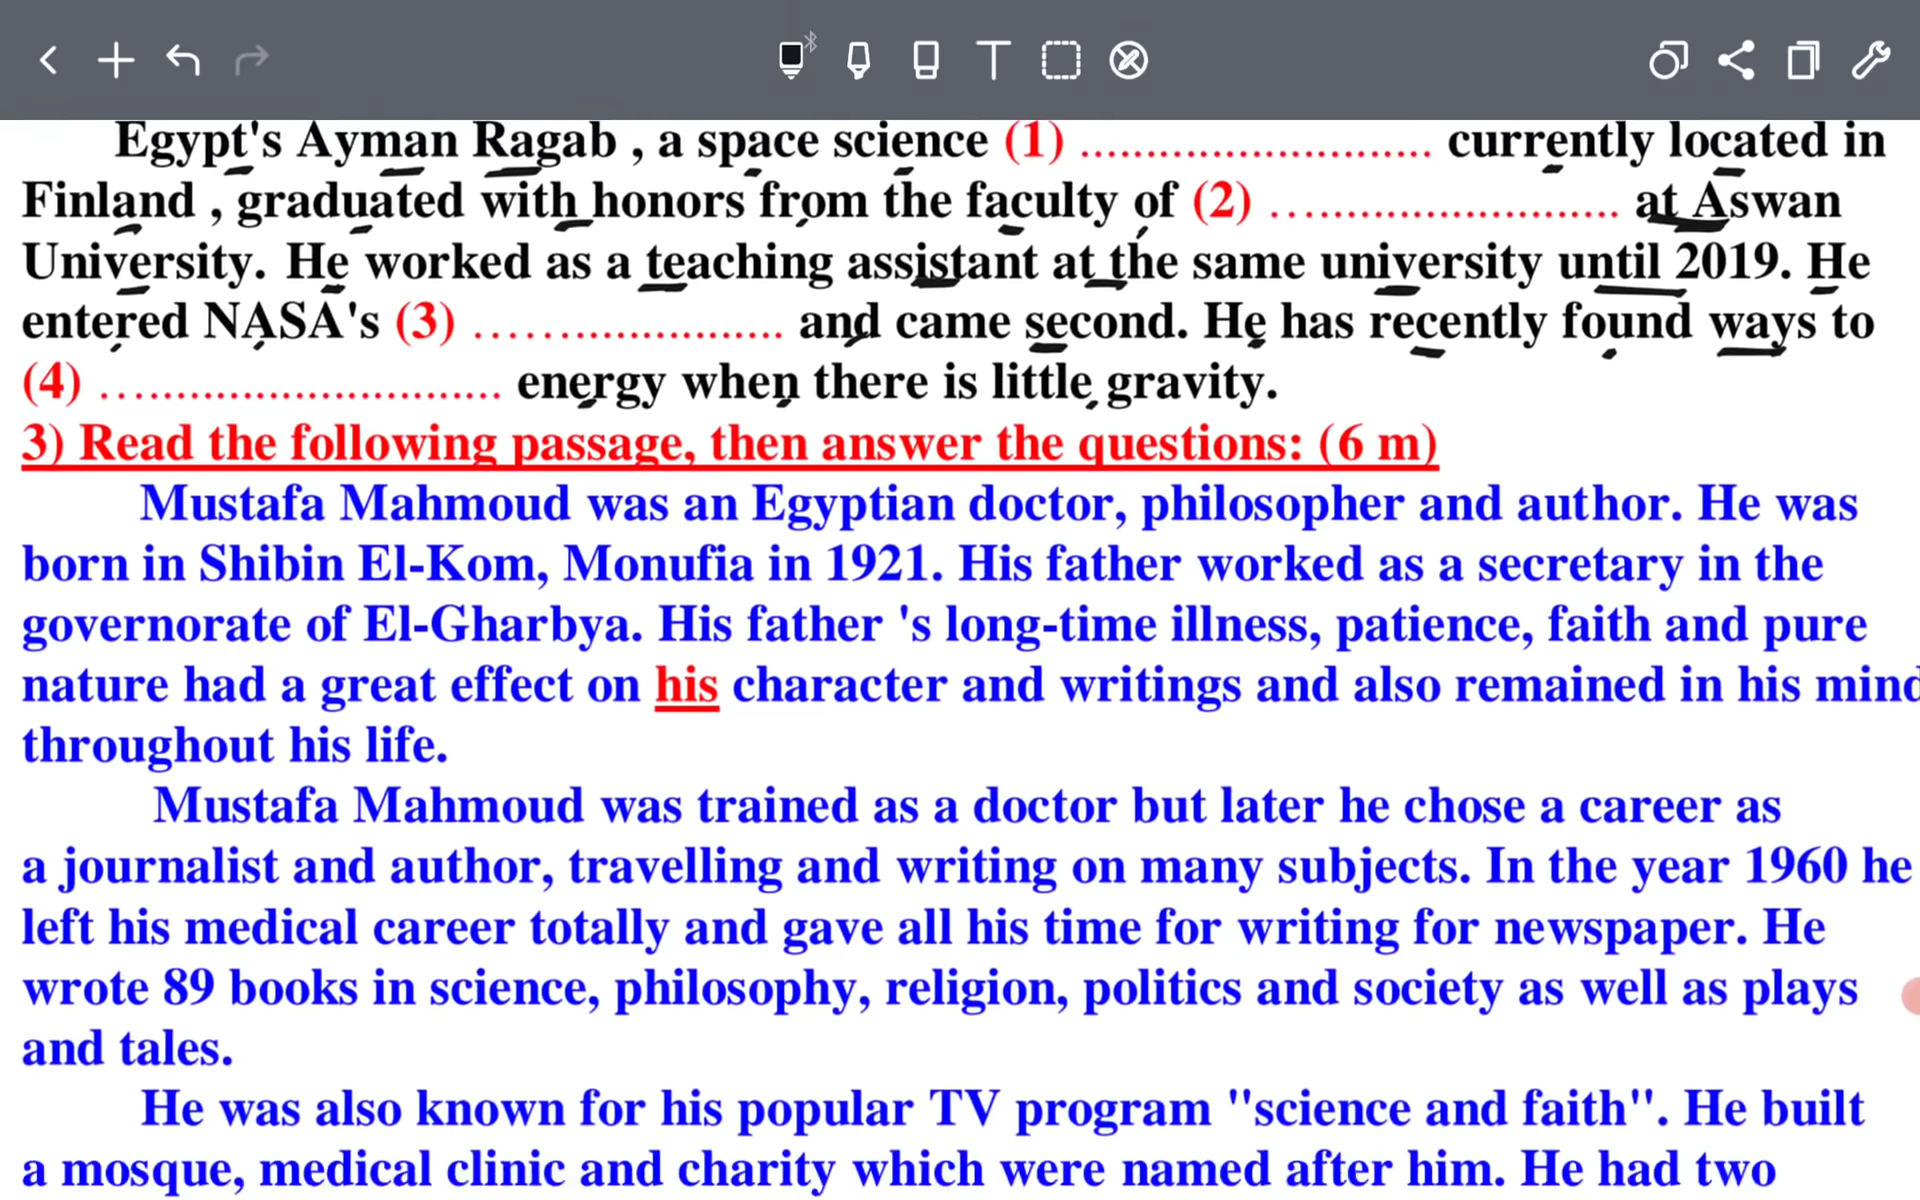 Egypt's Ayman Ragab , a space science (1) ............................ currently located in
Finland , graduated with honors from the faculty of (2) ............................ at Aswan
University. He worked as a teaching assistant at the same university until 2019. He
entered NASA's (3) ......................... and came second. He has recently found ways to
(4) ................................ energy when there is little gravity.
3) Read the following passage, then answer the questions: (6 m)
Mustafa Mahmoud was an Egyptian doctor, philosopher and author. He was
born in Shibin El-Kom, Monufia in 1921. His father worked as a secretary in the
governorate of El-Gharbya. His father 's long-time illness, patience, faith and pure
nature had a great effect on his character and writings and also remained in his mind
throughout his life.
Mustafa Mahmoud was trained as a doctor but later he chose a career as
a journalist and author, travelling and writing on many subjects. In the year 1960 he
left his medical career totally and gave all his time for writing for newspaper. He
wrote 89 books in science, philosophy, religion, politics and society as well as plays
and tales.
He was also known for his popular TV program "science and faith". He built
a mosque, medical clinic and charity which were named after him. He had two